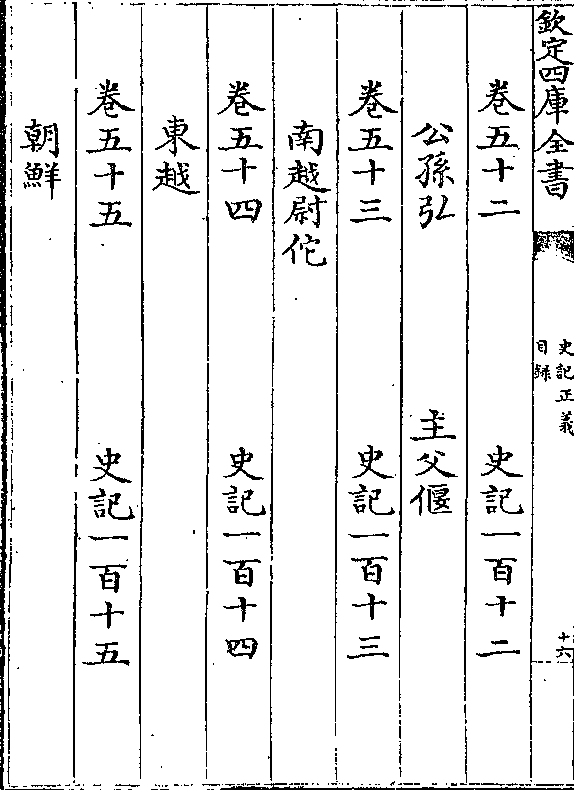 欽定四庫全書
史記正義
目録
十六
卷五十二 史記一百十二
公孫弘 主父偃
卷五十三 史記一百十三
南越尉佗
卷五十四 史記一百十四
東越
卷五十五 史記一百十五
朝鮮